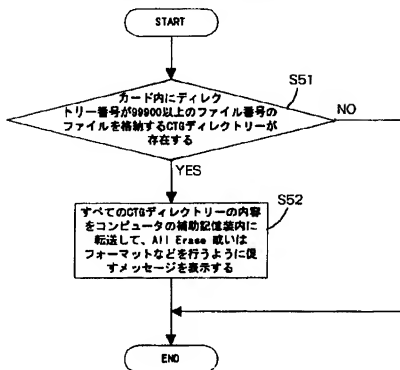 START
カード内にディレク
トリー番号が99900以上のファイル番号の
ファイルを格納するCTGディレクトリーが
存在する
S51
NO
YES
すべてのCTGディレクトリーの内容
をコンピュータの補助記憶装内に
転送して、All Erase 或いは
フォーマットなどを行うように促
すメッセージを表示する
S52
END